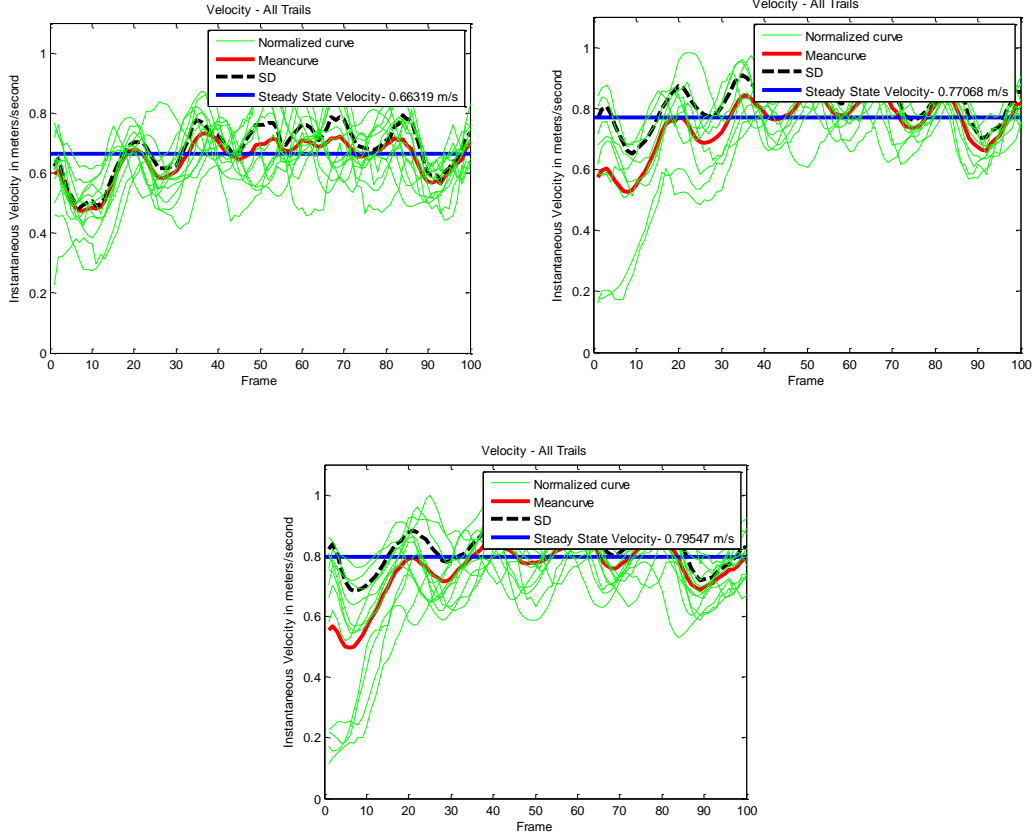 Velocity - All Trails
Normalized curve
Meancurve
SD
Steady State Velocity- 0.66319 m/s
Instantaneous Velocity in meters/second
1
0.8
0.6
0.4
0.2
0
0 10 20 30 40 50 60 70 80 90 100
Frame
Velocity - All Trails
Normalized curve
Meancurve
SD
Steady State Velocity- 0.77068 m/s
Instantaneous Velocity in meters/second
1
0.8
0.6
0.4
0.2
0
0 10 20 30 40 50 60 70 80 90 100
Frame
Velocity - All Trails
Normalized curve
Meancurve
SD
Steady State Velocity- 0.79547 m/s
Instantaneous Velocity in meters/second
1
0.8
0.6
0.4
0.2
0
0 10 20 30 40 50 60 70 80 90 100
Frame